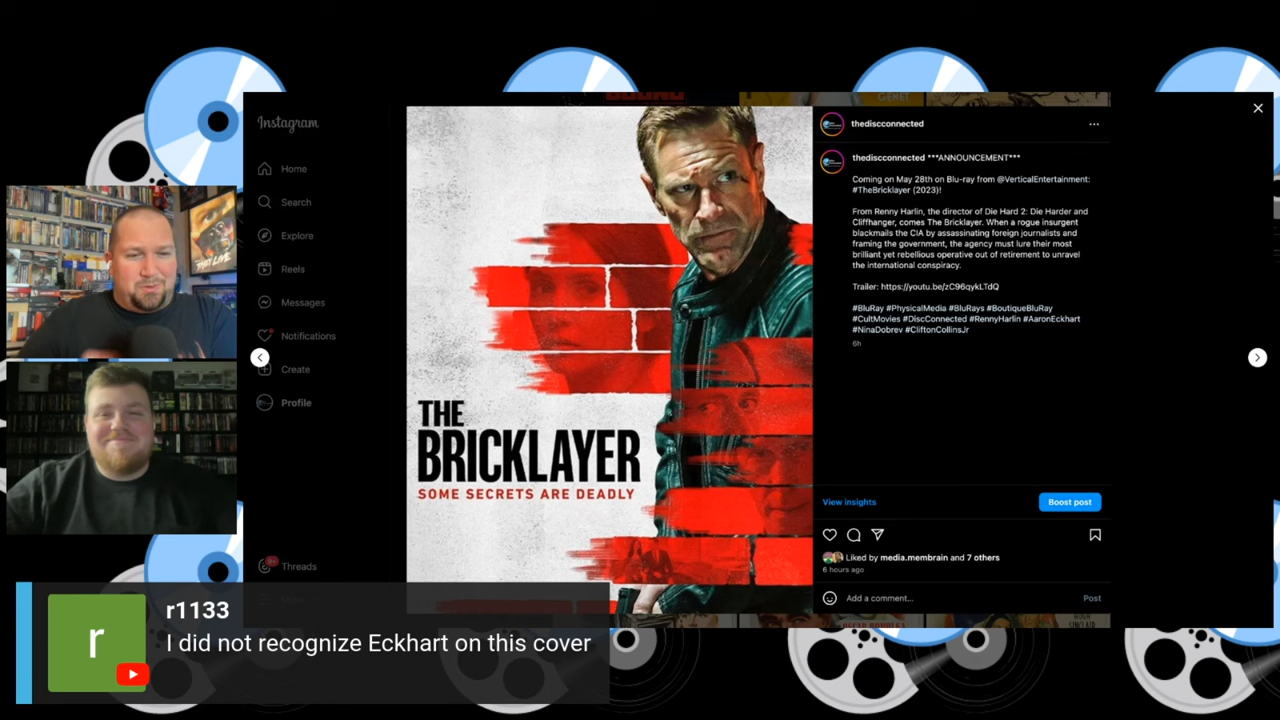 GENET
Instagram
Home
Search
Explore
Reels
Messages
Notifications
Create
Profile
Threads
9+
THEY LIVE
THE
BRICKLAYER
SOME SECRETS ARE DEADLY
thediscconnected
thediscconnected ***ANNOUNCEMENT***
Coming on May 28th on Blu-ray from @VerticalEntertainment:
#TheBricklayer (2023)!
From Renny Harlin, the director of Die Hard 2: Die Harder and
Cliffhanger, comes The Bricklayer. When a rogue insurgent
blackmails the CIA by assassinating foreign journalists and
framing the government, the agency must lure their most
brilliant yet rebellious operative out of retirement to unravel
the international conspiracy.
Trailer: https://youtu.be/zC96qykLTdQ
#BluRay #PhysicalMedia #BluRays #BoutiqueBluRay
#CultMovies #DiscConnected #RennyHarlin #AaronEckhart
#NinaDobrev #CliftonCollinsJr
6h
View insights
Boost post
Liked by media.membrain and 7 others
6 hours ago
Add a comment...
Post
r
r1133
I did not recognize Eckhart on this cover